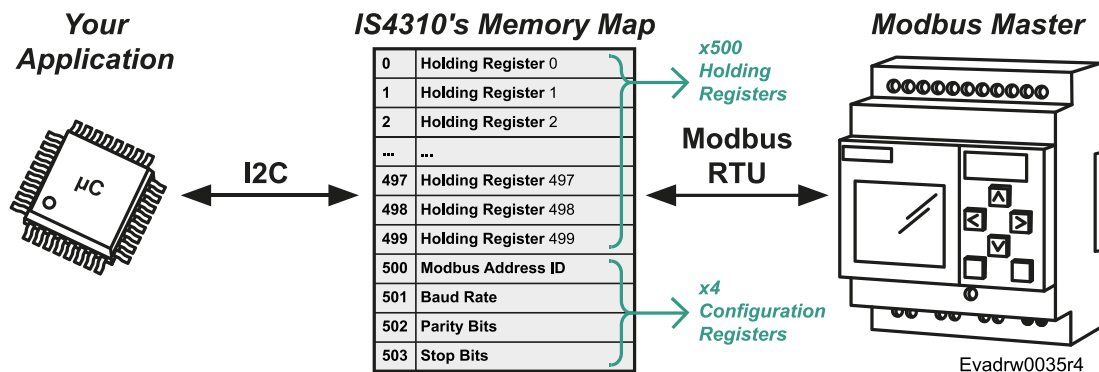 Your
Application
IS4310's Memory Map
Modbus Master
0 Holding Register 0
1 Holding Register 1
2 Holding Register 2
... ...
497 Holding Register 497
498 Holding Register 498
499 Holding Register 499
500 Modbus Address ID
501 Baud Rate
502 Parity Bits
503 Stop Bits
x500
Holding
Registers
x4
Configuration
Registers
µC
I2C
Modbus
RTU
Evadrw0035r4